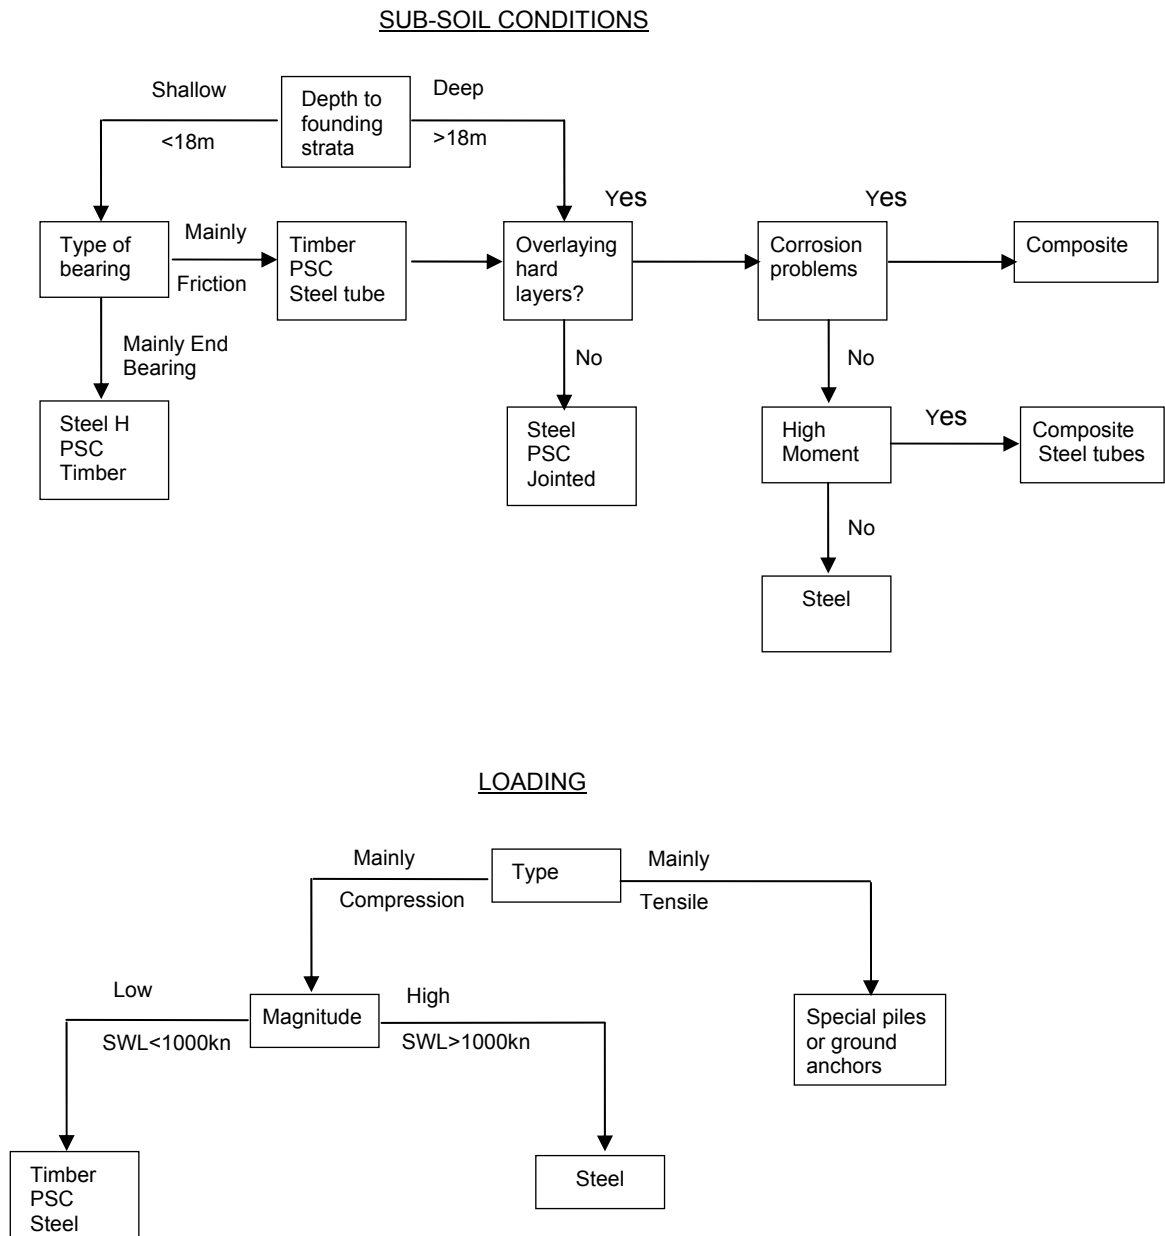 SUB-SOIL CONDITIONS
Shallow
<18m
Depth to
founding
strata
Deep
>18m
Type of
bearing
Mainly
Friction
Timber
PSC
Steel tube
Overlaying
hard
layers?
Yes
Corrosion
problems
Yes
Composite
Mainly End
Bearing
Steel H
PSC
Timber
No
Steel
PSC
Jointed
No
High
Moment
Yes
Composite
Steel tubes
No
Steel
LOADING
Mainly
Compression
Type
Mainly
Tensile
Low
SWL<1000kn
Magnitude
High
SWL>1000kn
Special piles
or ground
anchors
Timber
PSC
Steel
Steel